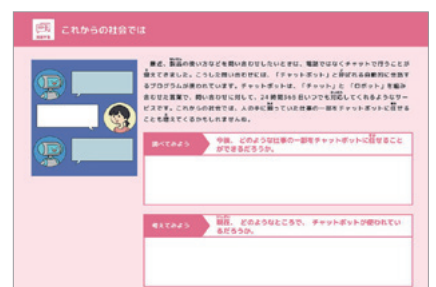 これからの社会では
最近、製品の使い方などを問い合わせしたいときは、電話ではなくチャットで行うことが
増えてきました。こうした問い合わせには、「チャットボット」と呼ばれる自動的に会話す
るプログラムが使われています。チャットボットは、「チャット」と「ロボット」を組み
合わせた言葉で、問い合わせに対して、24時間365日いつでも対応してくれるようなサー
ビスです。これからの社会では、人の手に頼っていた仕事の一部をチャットボットに任せる
ことも増えてくるかもしれませんね。
調べてみよう
今後、どのような仕事の一部をチャットボットに任せること
ができるだろうか。
考えてみよう
現在、どのようなところで、チャットボットが使われてい
るだろうか。